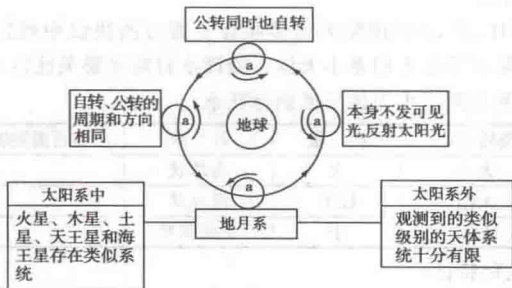 公转同时也自转
a
自转、公转的
周期和方向
相同
a
地球
a
本身不发可见
光,反射太阳光
a
太阳系中
火星、木星、土
星、天王星和海
王星存在类似系
统
地月系
太阳系外
观测到的类似
级别的天体系
统十分有限